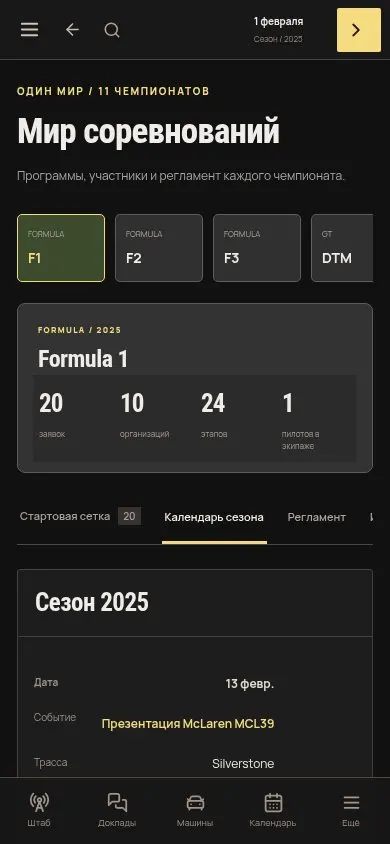 1 февраля
Сезон / 2025
ОДИН МИР / 11 ЧЕМПИОНАТОВ
Мир соревнований
Программы, участники и регламент каждого чемпионата.
FORMULA FORMULA FORMULA GT
F1 F2 F3 DTM
FORMULA / 2025
Formula 1
20 10 24 1
заявок организаций этапов пилотов в
экипаже
Стартовая сетка 20 Календарь сезона Регламент
Сезон 2025
Дата 13 февр.
Событие Презентация McLaren MCL39
Трасса Silverstone
Штаб Доклады Машины Календарь Ещё